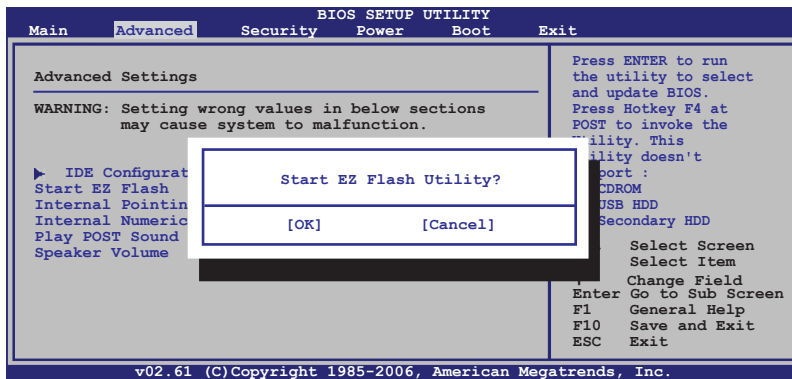 BIOS SETUP UTILITY
Main Advanced Security Power Boot Exit
Advanced Settings
WARNING: Setting wrong values in below sections
may cause system to malfunction.
IDE Configurat
Start EZ Flash
Internal Pointin
Internal Numeric
Play POST Sound
Speaker Volume
Start EZ Flash Utility?
[OK] [Cancel]
Press ENTER to run
the utility to select
and update BIOS.
Press Hotkey F4 at
POST to invoke the
This
doesn't
:
CDROM
USB HDD
Secondary HDD
Select Screen
Select Item
Change Field
Enter Go to Sub Screen
F1 General Help
F10 Save and Exit
ESC Exit
v02.61 (C)Copyright 1985-2006, American Megatrends, Inc.